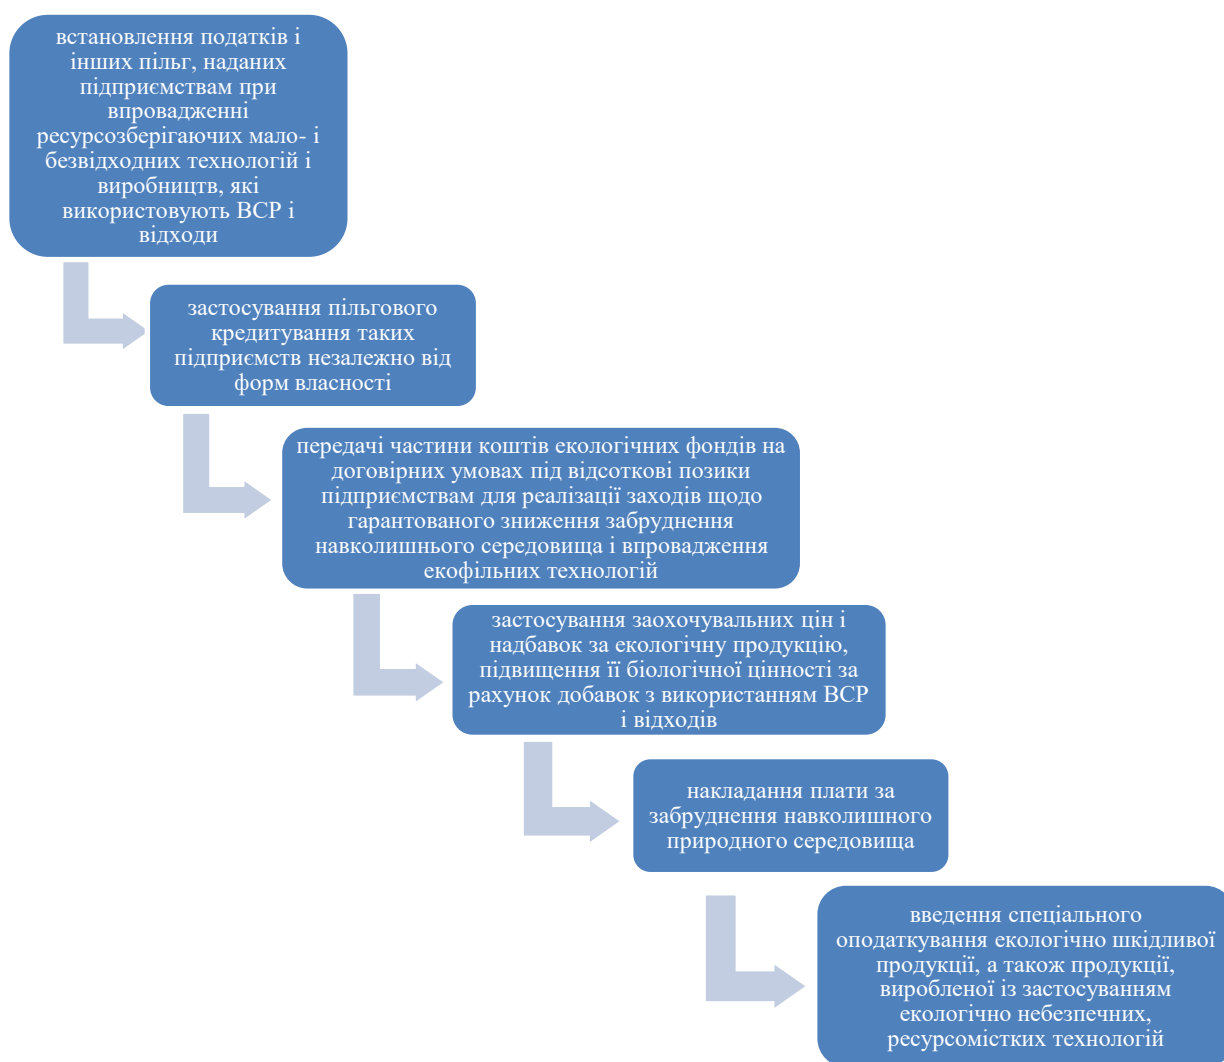 встановлення податків і
інших пільг, наданих
підприємствам при
впровадженні
ресурсозберігаючих мало- і
безвідходних технологій і
виробництв, які
використовують ВСР і
відходи
застосування пільгового
кредитування таких
підприємств незалежно від
форм власності
передачі частини коштів екологічних фондів на
договірних умовах під відсоткові позики
підприємствам для реалізації заходів щодо
гарантованого зниження забруднення
навколишнього середовища і впровадження
екофільних технологій
застосування заохочувальних цін і
надбавок за екологічну продукцію,
підвищення її біологічної цінності за
рахунок добавок з використанням ВСР
і відходів
накладання плати за
забруднення навколишного
природного середовища
введення спеціального
оподаткування екологічно шкідливої
продукції, а також продукції,
виробленої із застосуванням
екологічно небезпечних,
ресурсомістких технологій